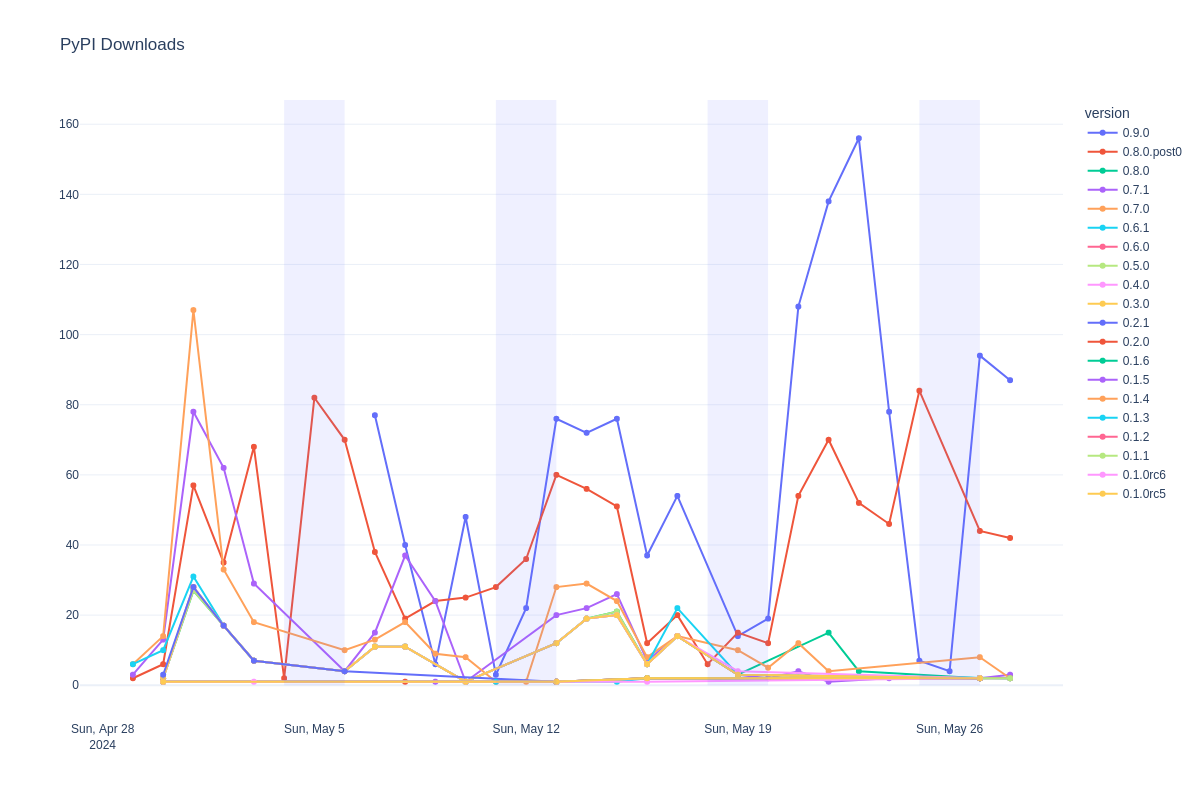 PyPI Downloads
160
140
120
100
80
60
40
20
0
Sun, Apr 28
2024
Sun, May 5
Sun, May 12
Sun, May 19
Sun, May 26
version
0.9.0
0.8.0.post0
0.8.0
0.7.1
0.7.0
0.6.1
0.6.0
0.5.0
0.4.0
0.3.0
0.2.1
0.2.0
0.1.6
0.1.5
0.1.4
0.1.3
0.1.2
0.1.1
0.1.0rc6
0.1.0rc5